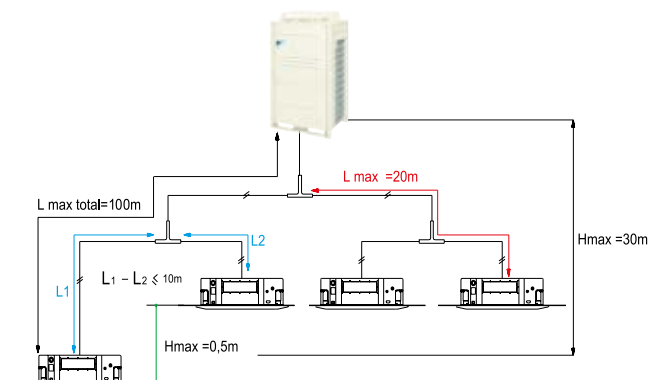 L max =20m
L max total=100m
L2
Hmax =30m
L1 – L2 ⩽ 10m
L1
Hmax =0,5m